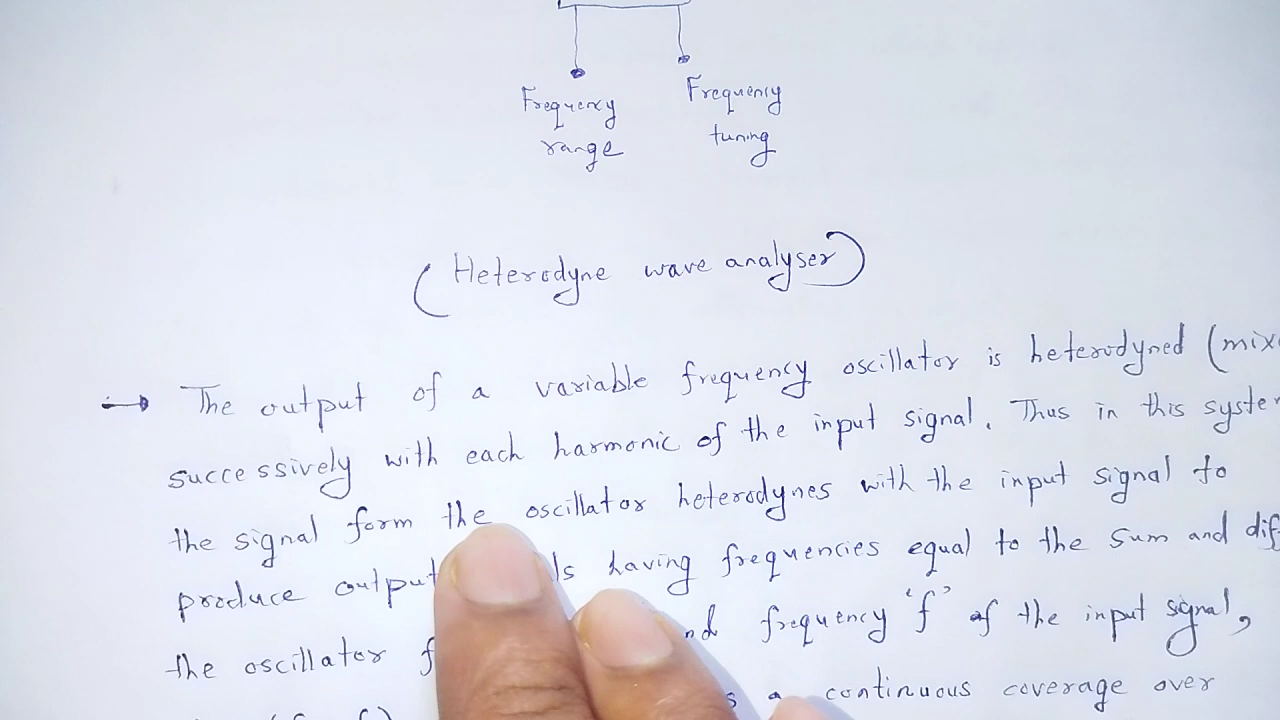 Frequency range
Frequency tuning
(Heterodyne wave analyser)
→ The output of a variable frequency oscillator is heterodyned (mix
successively with each harmonic of the input signal. Thus in this system
the signal form the oscillator heterodynes with the input signal to
produce output ls having frequencies equal to the sum and dif
the oscillator f nd frequency 'f' of the input signal,
s a continuous coverage over